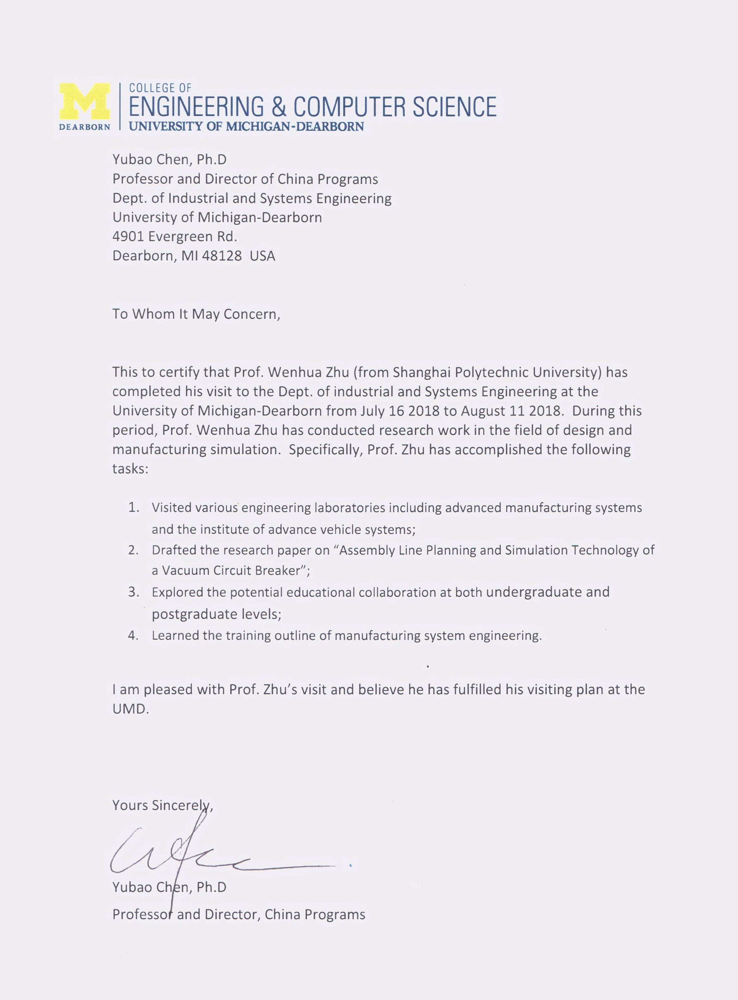 M
DEARBORN
COLLEGE OF
ENGINEERING & COMPUTER SCIENCE
UNIVERSITY OF MICHIGAN-DEARBORN
Yubao Chen, Ph.D
Professor and Director of China Programs
Dept. of Industrial and Systems Engineering
University of Michigan-Dearborn
4901 Evergreen Rd.
Dearborn, MI 48128  USA
To Whom It May Concern,
This to certify that Prof. Wenhua Zhu (from Shanghai Polytechnic University) has
completed his visit to the Dept. of industrial and Systems Engineering at the
University of Michigan-Dearborn from July 16 2018 to August 11 2018.  During this
period, Prof. Wenhua Zhu has conducted research work in the field of design and
manufacturing simulation.  Specifically, Prof. Zhu has accomplished the following
tasks:
1. Visited various engineering laboratories including advanced manufacturing systems
and the institute of advance vehicle systems;
2. Drafted the research paper on “Assembly Line Planning and Simulation Technology of
a Vacuum Circuit Breaker”;
3. Explored the potential educational collaboration at both undergraduate and
postgraduate levels;
4. Learned the training outline of manufacturing system engineering.
I am pleased with Prof. Zhu’s visit and believe he has fulfilled his visiting plan at the
UMD.
Yours Sincerely,
Yubao Chen, Ph.D
Professor and Director, China Programs